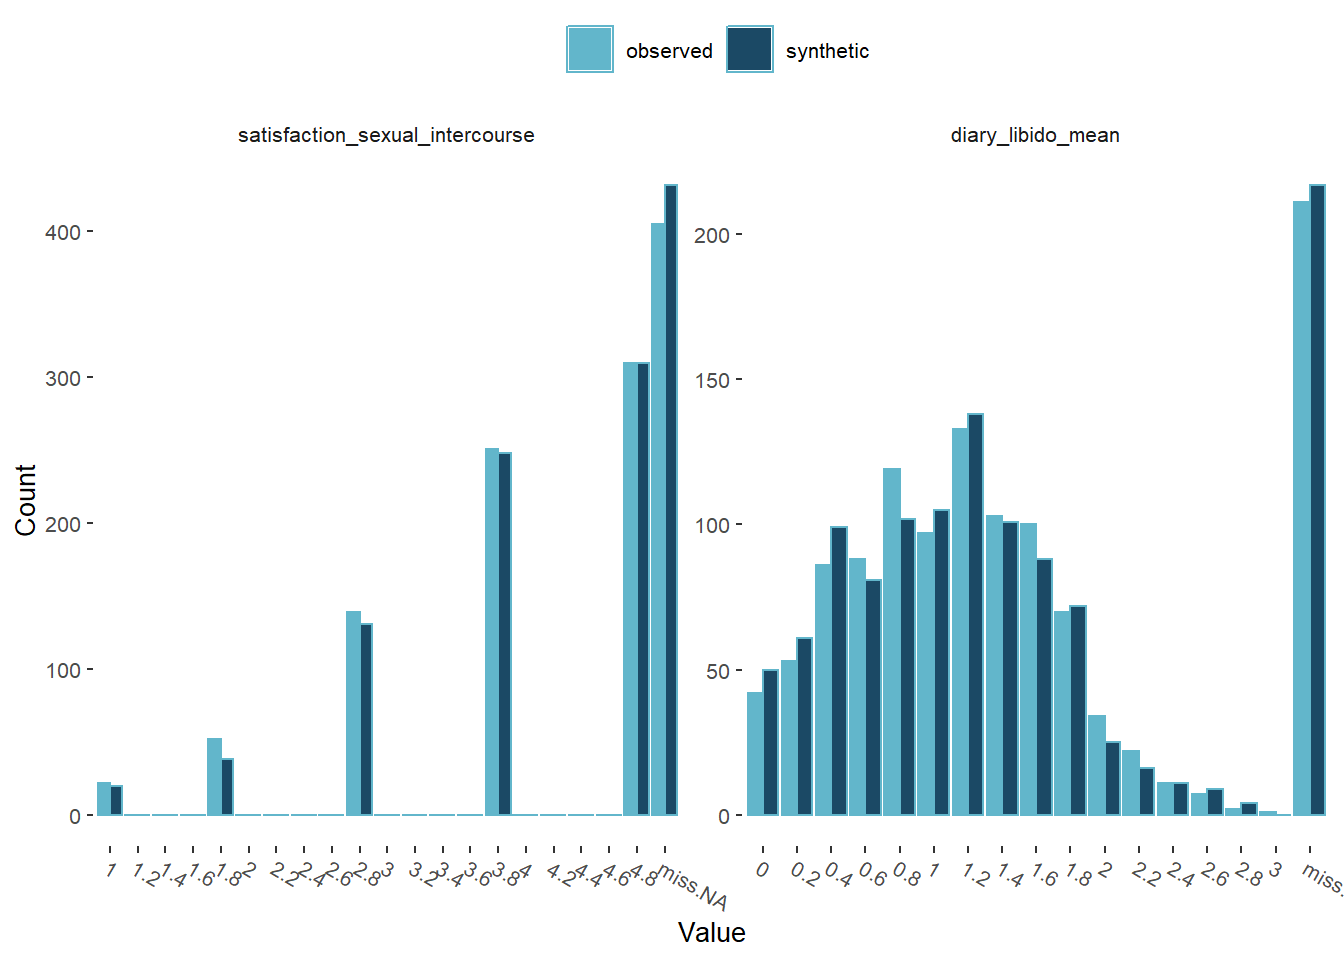 observed synthetic
satisfaction_sexual_intercourse
diary_libido_mean
Count
400
300
200
100
0
200
150
100
50
0
1 1.2 1.4 1.6 1.8 2 2.2 2.4 2.6 2.8 3 3.2 3.4 3.6 3.8 4 4.2 4.4 4.6 4.8 miss.NA
0 0.2 0.4 0.6 0.8 1 1.2 1.4 1.6 1.8 2 2.2 2.4 2.6 2.8 3 miss.
Value